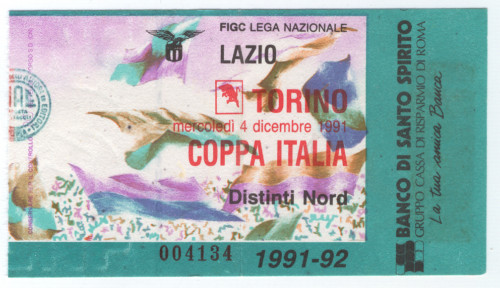 FIGC LEGA NAZIONALE
LAZIO
TORINO
mercoledì 4 dicembre 1991
COPPA ITALIA
Distinti Nord
004134
1991-92
BANCO DI SANTO SPIRITO
GRUPPO CASSA DI RISPARMIO DI ROMA
La tua amica Banca